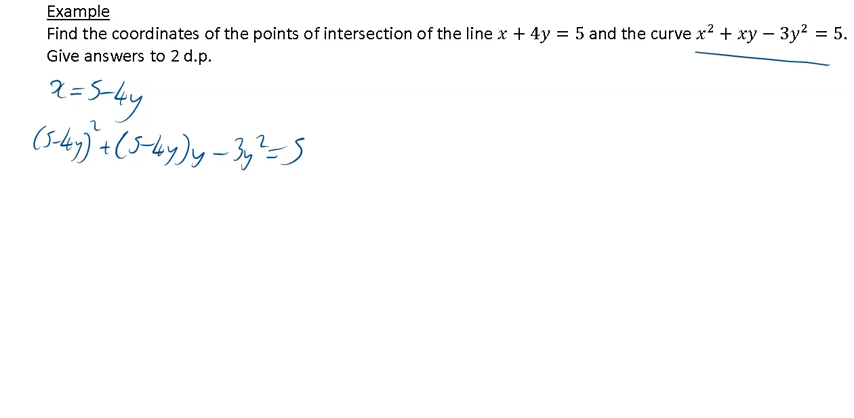 Example
Find the coordinates of the points of intersection of the line x + 4y = 5 and the curve x² + xy − 3y² = 5.
Give answers to 2 d.p.
x = 5-4y
(5-4y)² + (5-4y)y - 3y² = 5